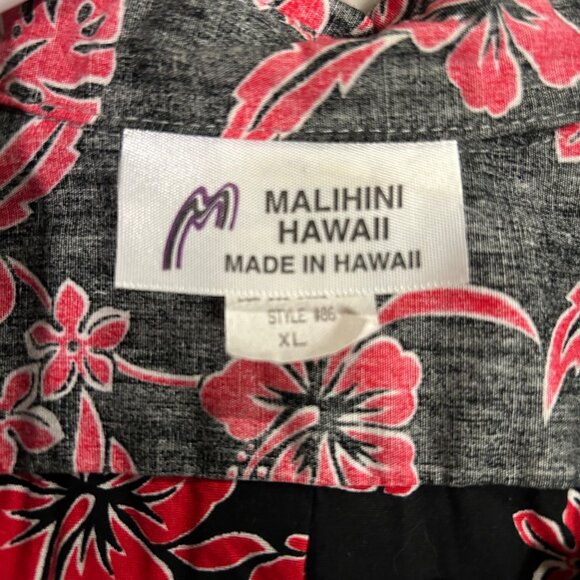 MALIHINI
HAWAII
MADE IN HAWAII
STYLE #86
XL